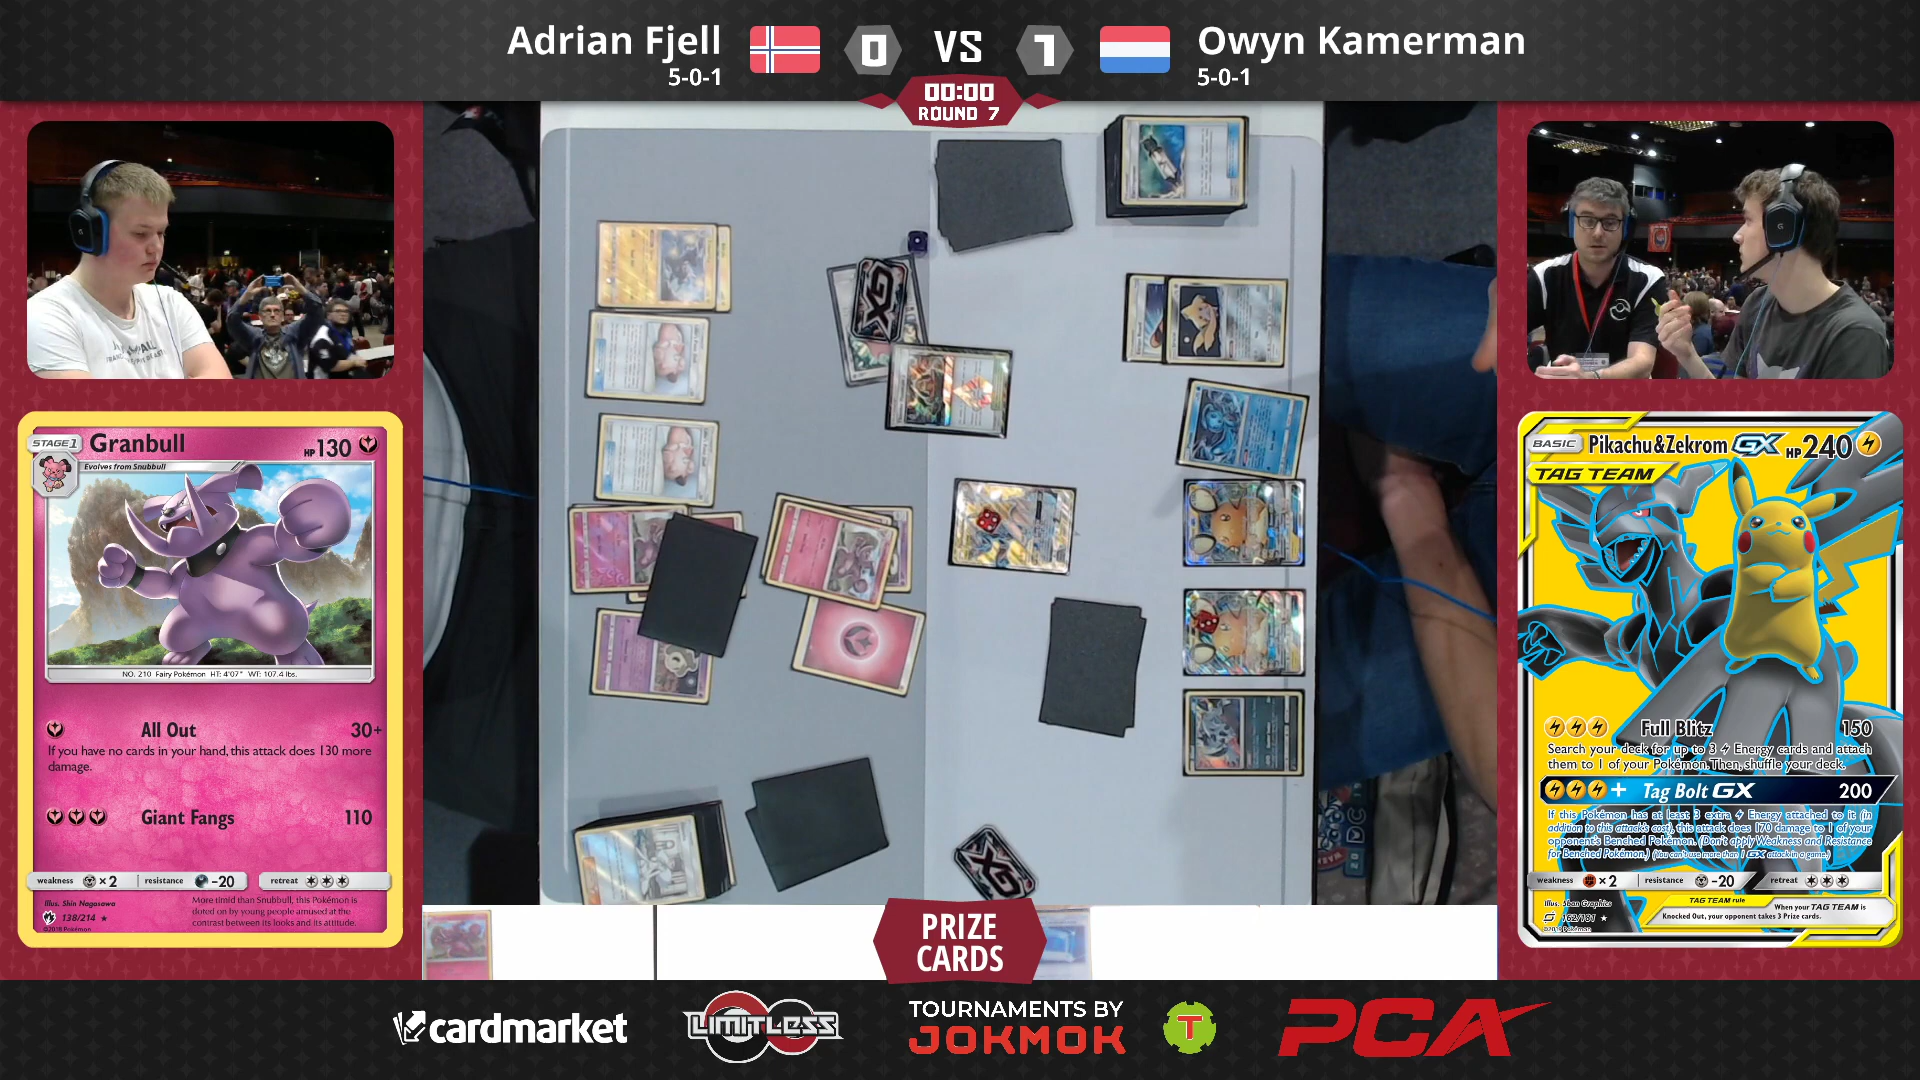 Adrian Fjell
5-0-1
0
VS
1
Owyn Kamerman
5-0-1
00:00
ROUND 7
STAGE1
Granbull
HP130
Evolves from Snubbull
NO. 210 Fairy Pokémon HT: 4'07" WT: 107.4 lbs.
All Out
30+
If you have no cards in your hand, this attack does 130 more
damage.
Giant Fangs
110
weakness ×2
resistance -20
retreat
Illus. Shin Nagasawa
138/214 ★
©2018 Pokémon
More timid than Snubbull, this Pokémon is
doted on by young people amused at the
contrast between its looks and its attitude.
GX
GX
BASIC
Pikachu&Zekrom GX
HP240
TAG TEAM
Full Blitz
150
Search your deck for up to 3 Energy cards and attach
them to 1 of your Pokémon. Then, shuffle your deck.
+ Tag Bolt GX
200
If this Pokémon has at least 3 extra Energy attached to it (in
addition to this attack's cost), this attack does 170 damage to 1 of your
opponent's Benched Pokémon. (Don't apply Weakness and Resistance
for Benched Pokémon.) (You can't use more than 1 GX attack in a game.)
weakness ×2
resistance -20
retreat
162/181 ★
TAG TEAM rule
When your TAG TEAM is
Knocked Out, your opponent takes 3 Prize cards.
PRIZE
CARDS
cardmarket
LIMITLESS
TOURNAMENTS BY
JOKMOK
T
PCA